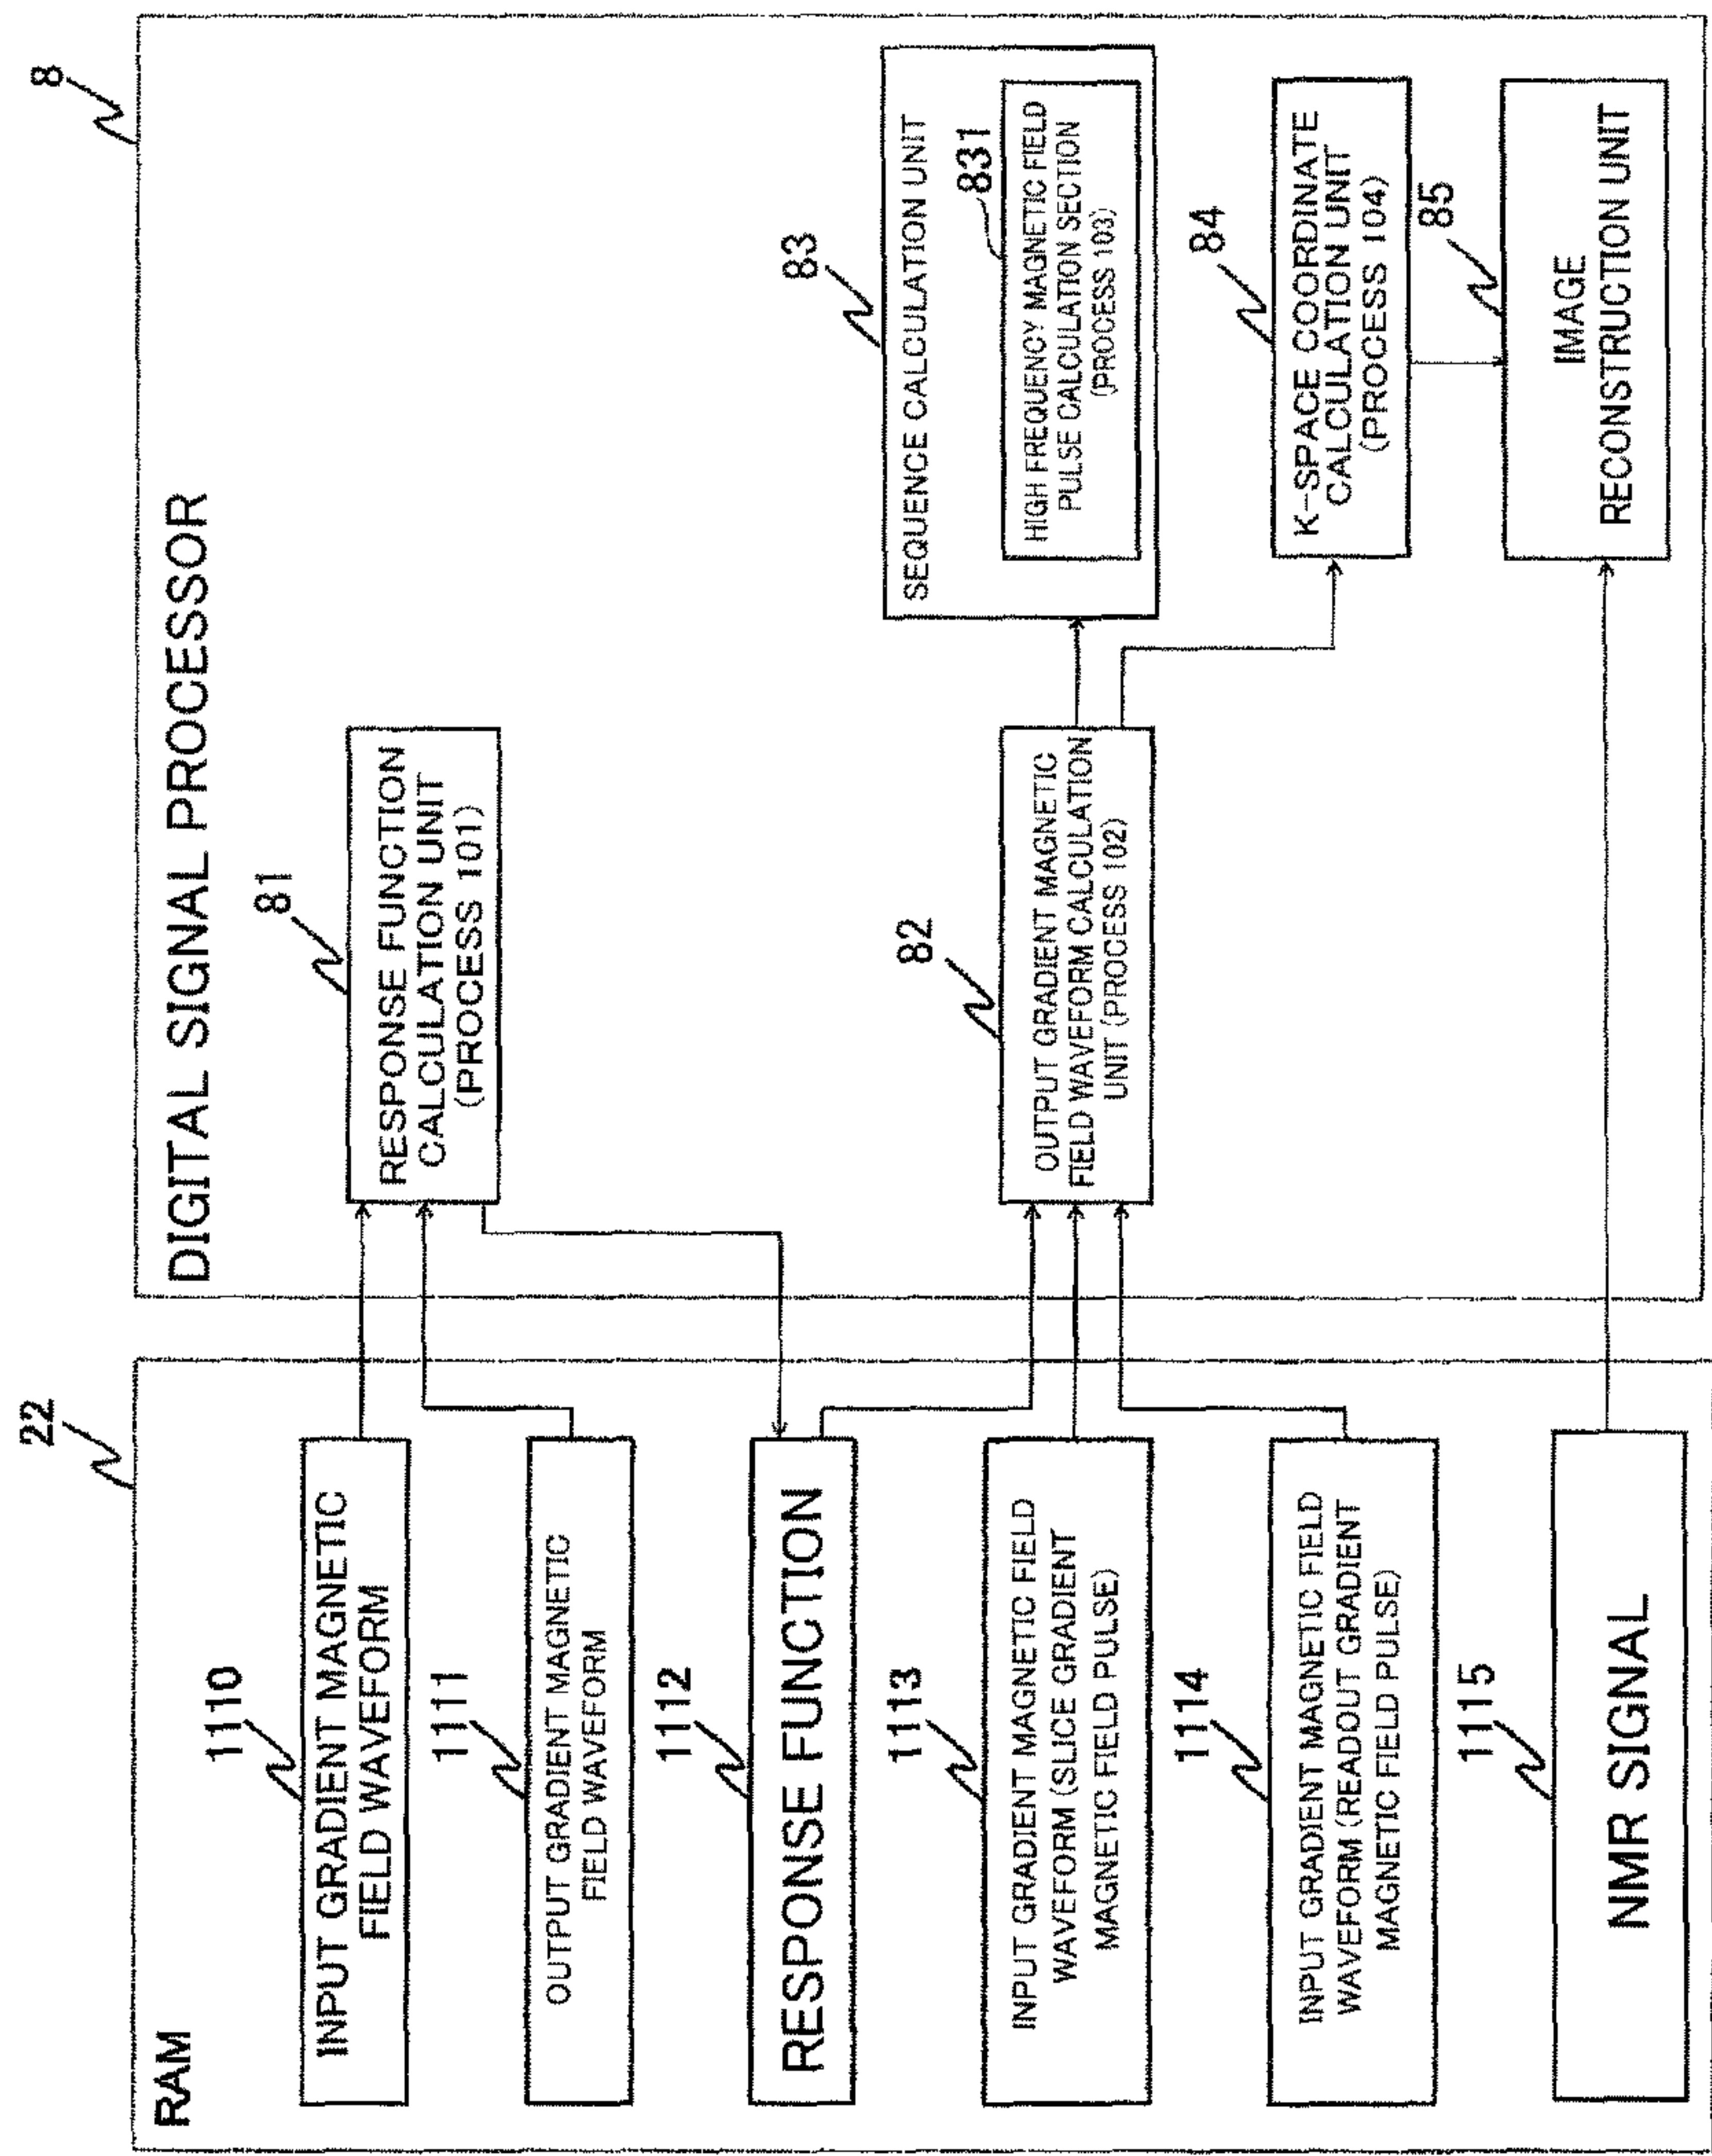 22
RAM
1110
INPUT GRADIENT MAGNETIC
FIELD WAVEFORM
1111
OUTPUT GRADIENT MAGNETIC
FIELD WAVEFORM
1112
RESPONSE FUNCTION
1113
INPUT GRADIENT MAGNETIC FIELD
WAVEFORM (SLICE GRADIENT
MAGNETIC FIELD PULSE)
1114
INPUT GRADIENT MAGNETIC FIELD
WAVEFORM (READOUT GRADIENT
MAGNETIC FIELD PULSE)
1115
NMR SIGNAL
8
DIGITAL SIGNAL PROCESSOR
81
RESPONSE FUNCTION
CALCULATION UNIT
(PROCESS 101)
82
OUTPUT GRADIENT MAGNETIC
FIELD WAVEFORM CALCULATION
UNIT (PROCESS 102)
83
SEQUENCE CALCULATION UNIT
831
HIGH FREQUENCY MAGNETIC FIELD
PULSE CALCULATION SECTION
(PROCESS 103)
84
K-SPACE COORDINATE
CALCULATION UNIT
(PROCESS 104)
85
IMAGE
RECONSTRUCTION UNIT